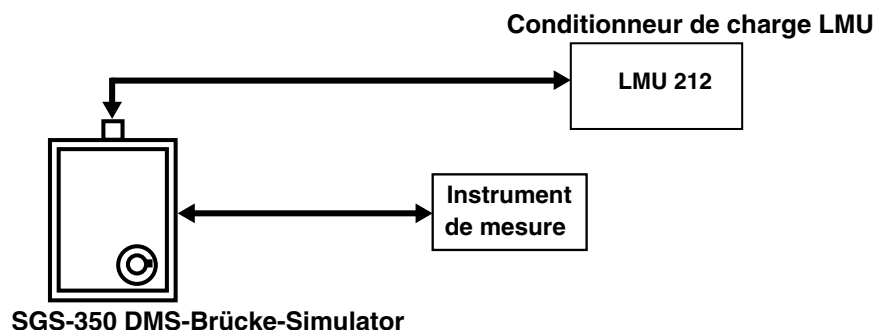 Conditionneur de charge LMU
LMU 212
Instrument
de mesure
SGS-350 DMS-Brücke-Simulator